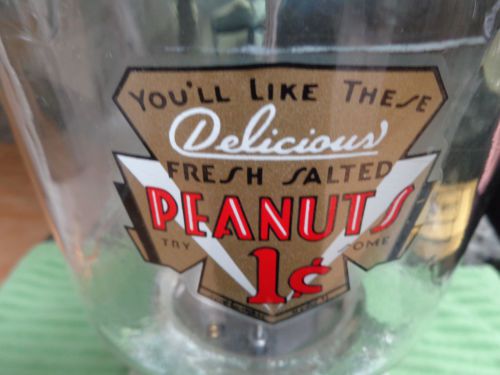 YOU'LL LIKE THESE
Delicious
FRESH SALTED
PEANUTS
TRY SOME
1¢